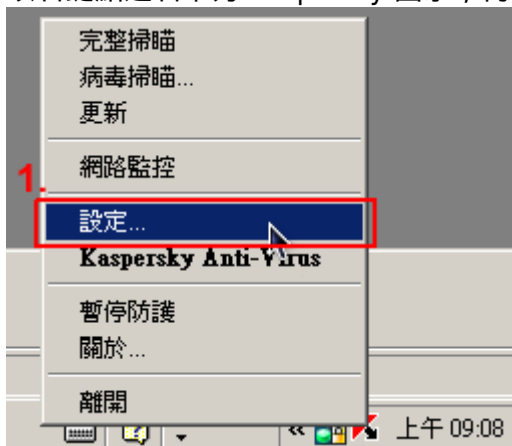 完整掃瞄
病毒掃瞄...
更新
網路監控
1.
設定...
Kaspersky Anti-Virus
暫停防護
關於...
離開
上午 09:08